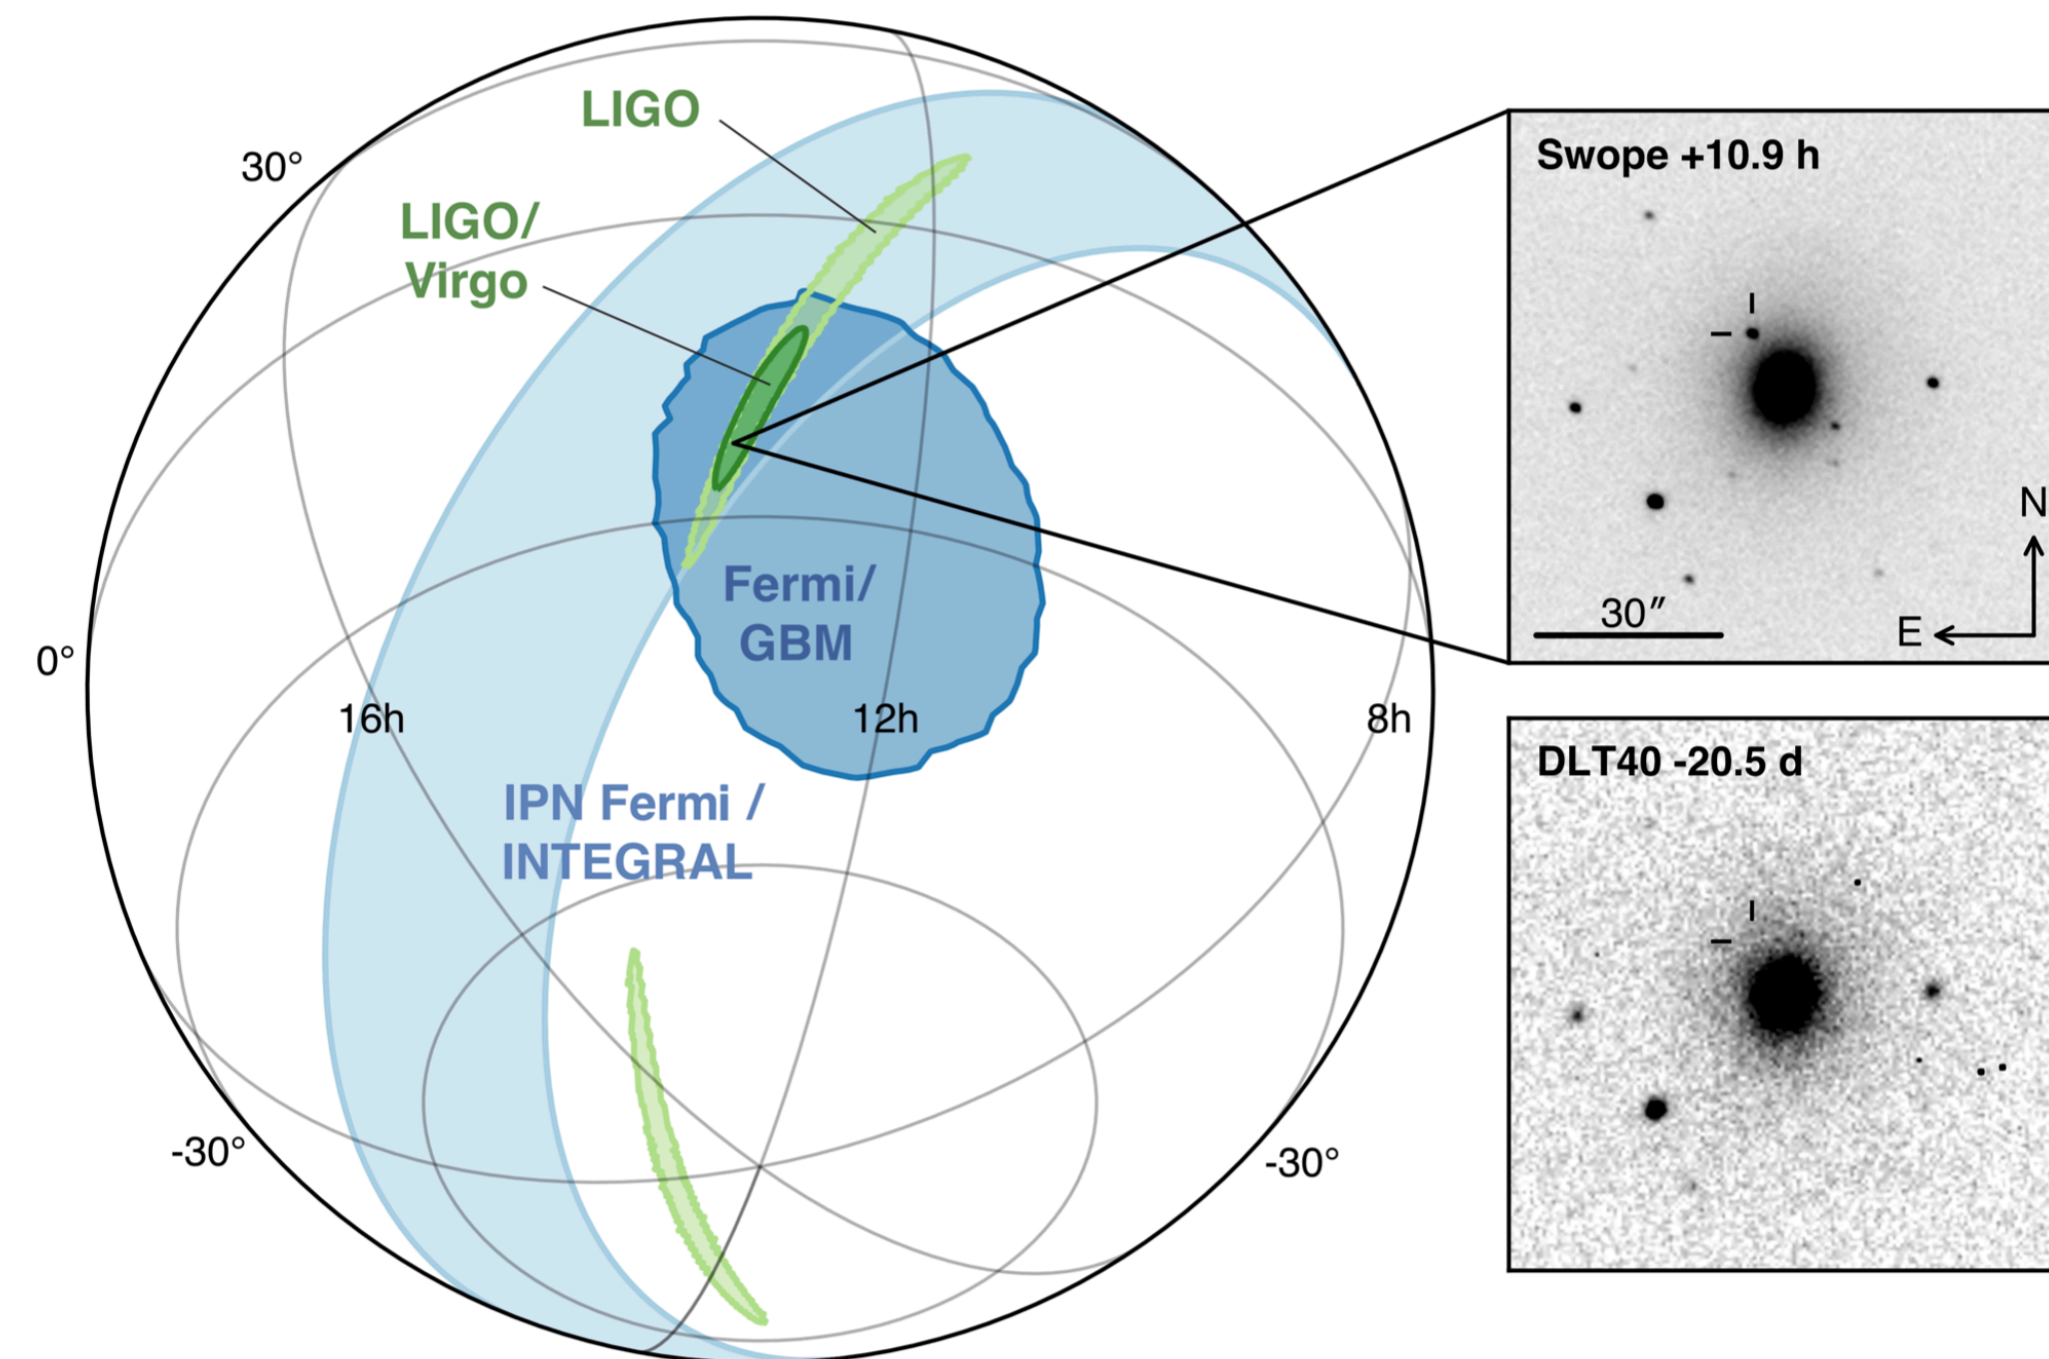 LIGO
30°
LIGO/
Virgo
0°
16h
12h
8h
Fermi/
GBM
IPN Fermi /
INTEGRAL
-30°
-30°
Swope +10.9 h
30″
N
E
DLT40 -20.5 d